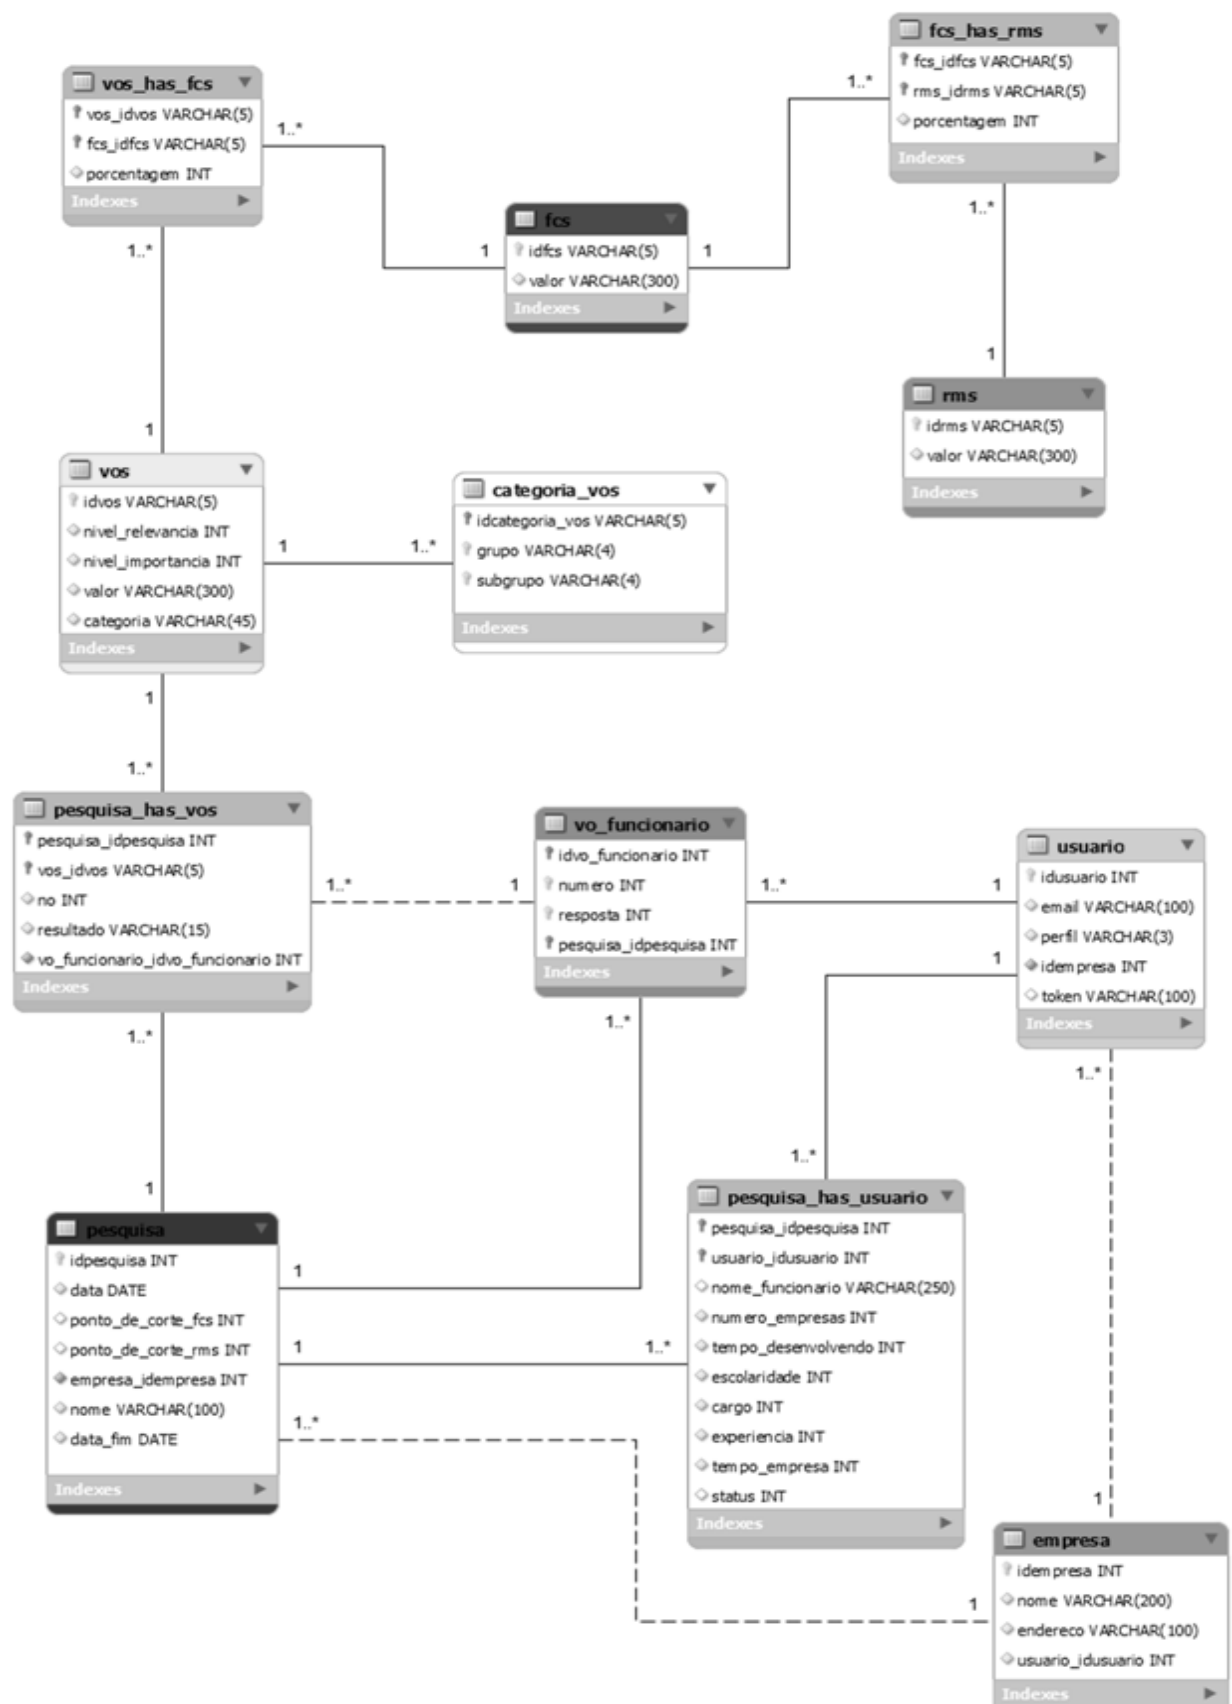 fcs_has_rms
fcs_idfcs VARCHAR(5)
rms_idrms VARCHAR(5)
porcentagem INT
Indexes
vos_has_fcs
vos_idvos VARCHAR(5)
fcs_idfcs VARCHAR(5)
porcentagem INT
Indexes
1..*
1..*
1..*
1..*
fcs
idfcs VARCHAR(5)
valor VARCHAR(300)
Indexes
1
1
1
1
rms
idrms VARCHAR(5)
valor VARCHAR(300)
Indexes
vos
idvos VARCHAR(5)
nivel_relevancia INT
nivel_importancia INT
valor VARCHAR(300)
categoria VARCHAR(45)
Indexes
1
1..*
categoria_vos
idcategoria_vos VARCHAR(5)
grupo VARCHAR(4)
subgrupo VARCHAR(4)
Indexes
1
1..*
pesquisa_has_vos
pesquisa_idpesquisa INT
vos_idvos VARCHAR(5)
no INT
resultado VARCHAR(15)
vo_funcionario_idvo_funcionario INT
Indexes
1..*
1
vo_funcionario
idvo_funcionario INT
numero INT
resposta INT
pesquisa_idpesquisa INT
Indexes
1..*
1
usuario
idusuario INT
email VARCHAR(100)
perfil VARCHAR(3)
idempresa INT
token VARCHAR(100)
Indexes
1
1..*
1..*
1..*
1..*
1
pesquisa
idpesquisa INT
data DATE
ponto_de_corte_fcs INT
ponto_de_corte_rms INT
empresa_idempresa INT
nome VARCHAR(100)
data_fim DATE
Indexes
1
1
1..*
1..*
pesquisa_has_usuario
pesquisa_idpesquisa INT
usuario_idusuario INT
nome_funcionario VARCHAR(250)
numero_empresas INT
tempo_desenvolvendo INT
escolaridade INT
cargo INT
experiencia INT
tempo_empresa INT
status INT
Indexes
1
1
empresa
idempresa INT
nome VARCHAR(200)
endereco VARCHAR(100)
usuario_idusuario INT
Indexes